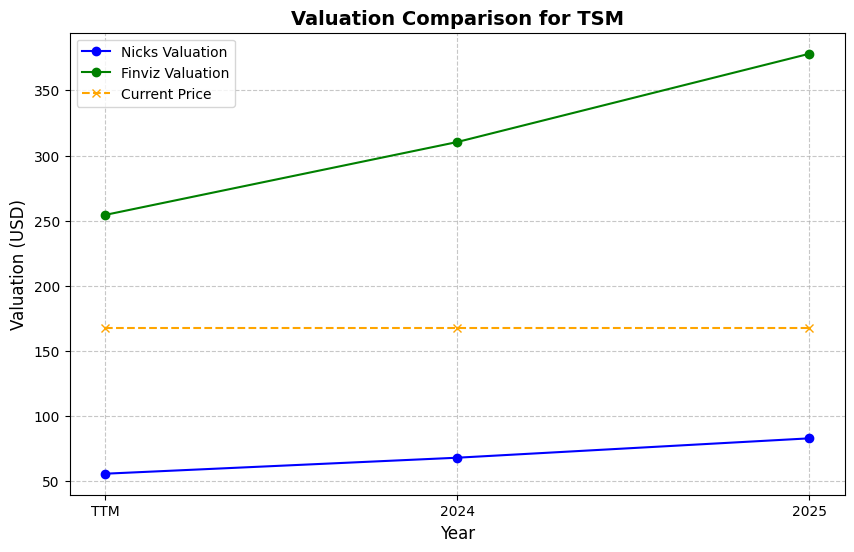 Valuation Comparison for TSM
Nicks Valuation
Finviz Valuation
Current Price
Valuation (USD)
350
300
250
200
150
100
50
TTM
2024
2025
Year